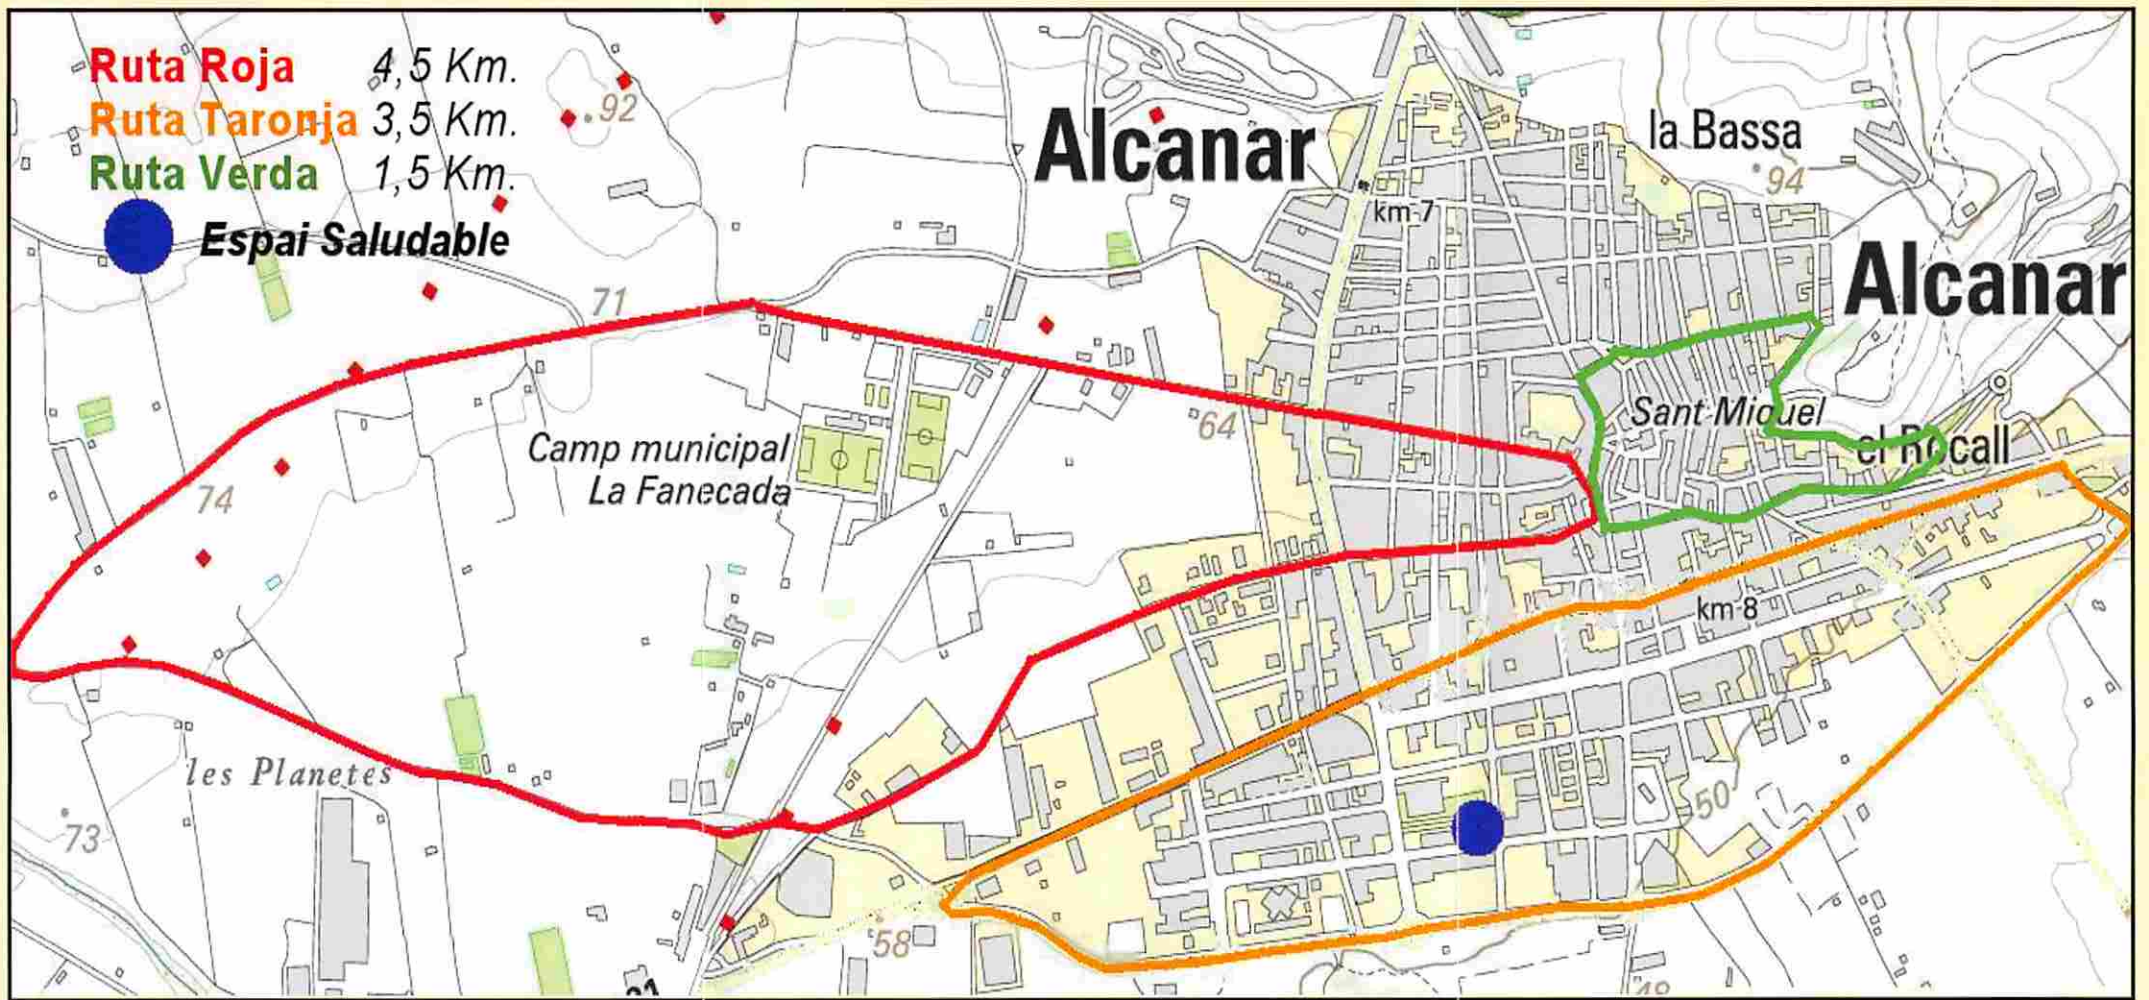 Ruta Roja 4,5 Km.
Ruta Taronja 3,5 Km.
Ruta Verda 1,5 Km.
Espai Saludable
92
Alcanar
la Bassa
94
km-7
Alcanar
71
64
Sant Miquel
el Rocall
Camp municipal
La Fanecada
74
km-8
les Planetes
73
50
58